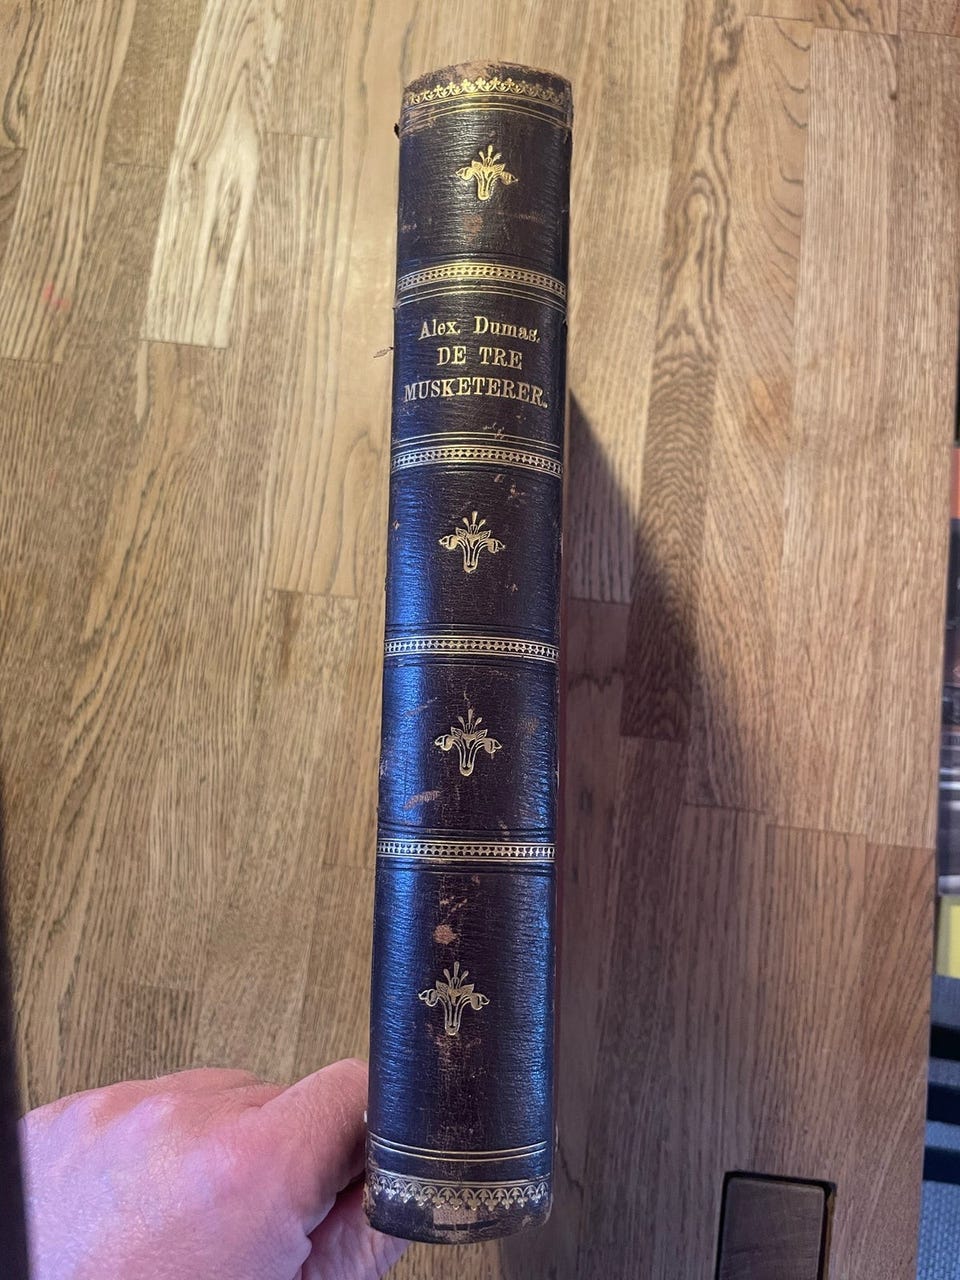 Alex. Dumas.
DE TRE
MUSKETERER.